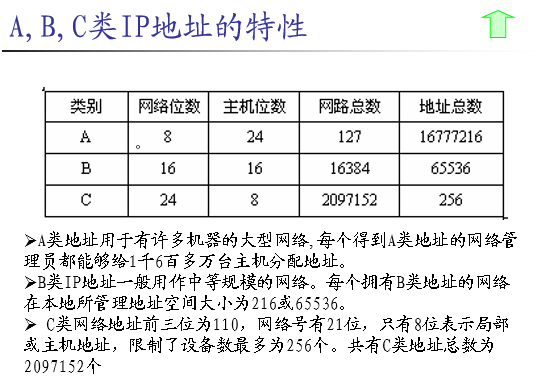 A,B,C类IP地址的特性
类别 网络位数 主机位数 网路总数 地址总数
A 8 24 127 16777216
B 16 16 16384 65536
C 24 8 2097152 256
➢A类地址用于有许多机器的大型网络,每个得到A类地址的网络管
理员都能够给1千6百多万台主机分配地址。
➢B类IP地址一般用作中等规模的网络。每个拥有B类地址的网络
在本地所管理地址空间大小为216或65536。
➢ C类网络地址前三位为110，网络号有21位，只有8位表示局部
或主机地址，限制了设备数最多为256个。共有C类地址总数为
2097152个